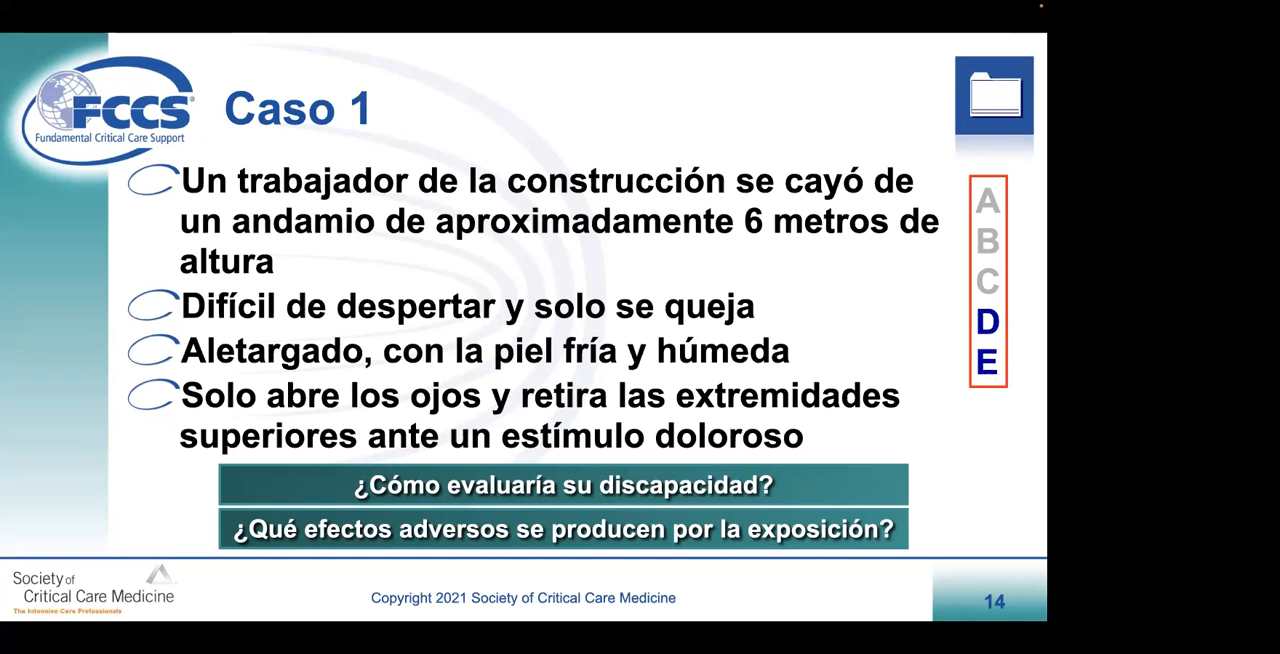 FCCS
Fundamental Critical Care Support
Caso 1
Un trabajador de la construcción se cayó de
un andamio de aproximadamente 6 metros de
altura
Difícil de despertar y solo se queja
Aletargado, con la piel fría y húmeda
Solo abre los ojos y retira las extremidades
superiores ante un estímulo doloroso
¿Cómo evaluaría su discapacidad?
¿Qué efectos adversos se producen por la exposición?
A
B
C
D
E
Society of
Critical Care Medicine
The Intensive Care Professionals
Copyright 2021 Society of Critical Care Medicine
14